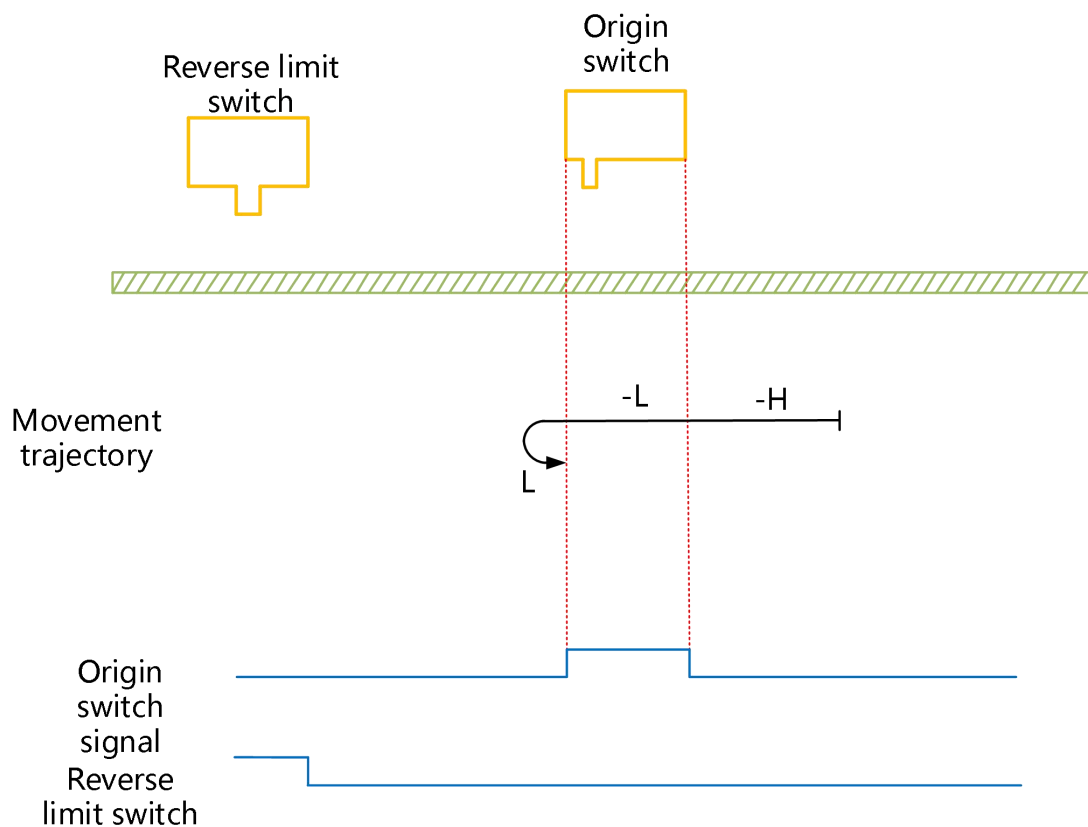 Origin
switch
Reverse limit
switch
-L
-H
Movement
trajectory
L
Origin
switch
signal
Reverse
limit switch